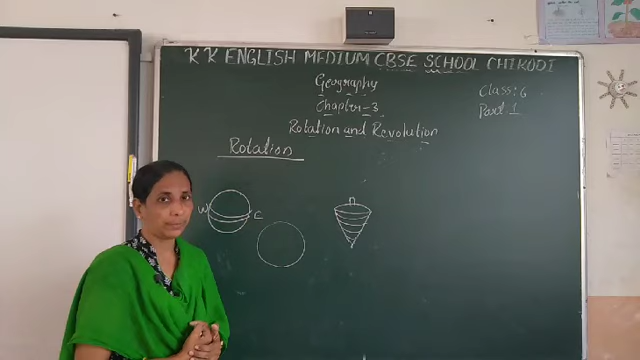 K K ENGLISH MEDIUM CBSE SCHOOL CHIKODI
Geography
Class: 6
Chapter-3
Part: 1
Rotation and Revolution
Rotation
W E